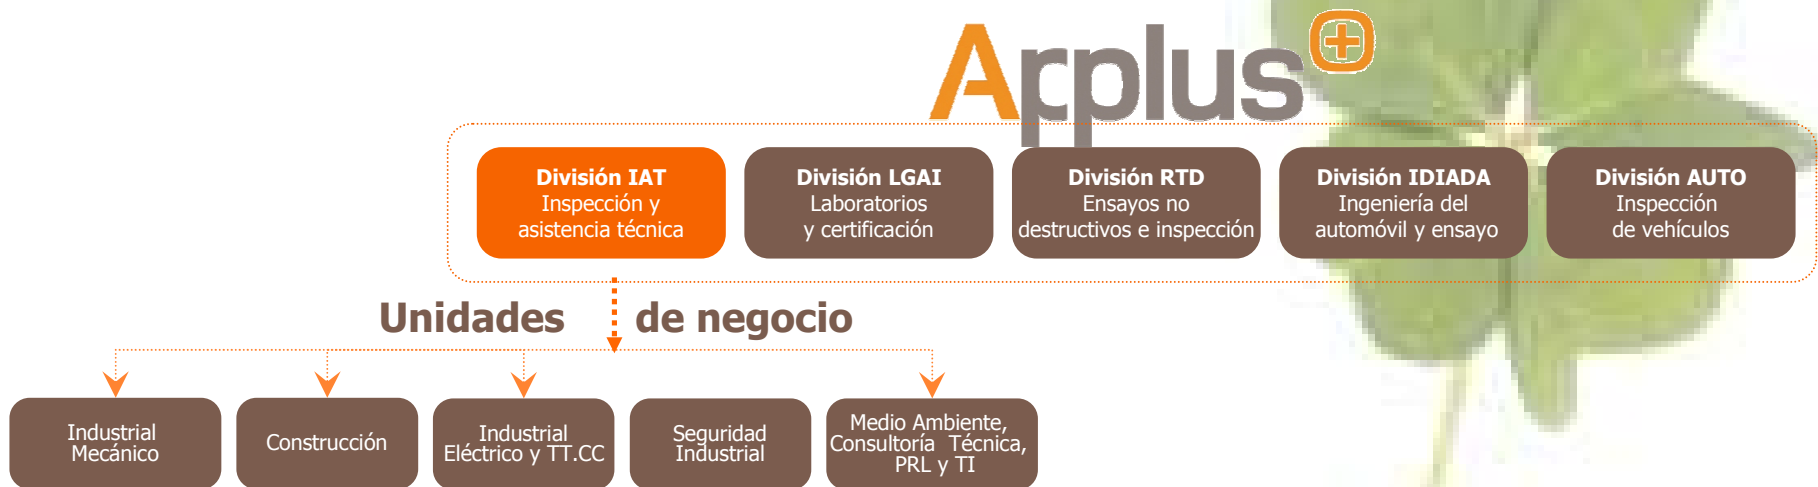 Applus+
División IAT
Inspección y
asistencia técnica
División LGAI
Laboratorios
y certificación
División RTD
Ensayos no
destructivos e inspección
División IDIADA
Ingeniería del
automóvil y ensayo
División AUTO
Inspección
de vehículos
Unidades de negocio
Industrial
Mecánico
Construcción
Industrial
Eléctrico y TT.CC
Seguridad
Industrial
Medio Ambiente,
Consultoría Técnica,
PRL y TI